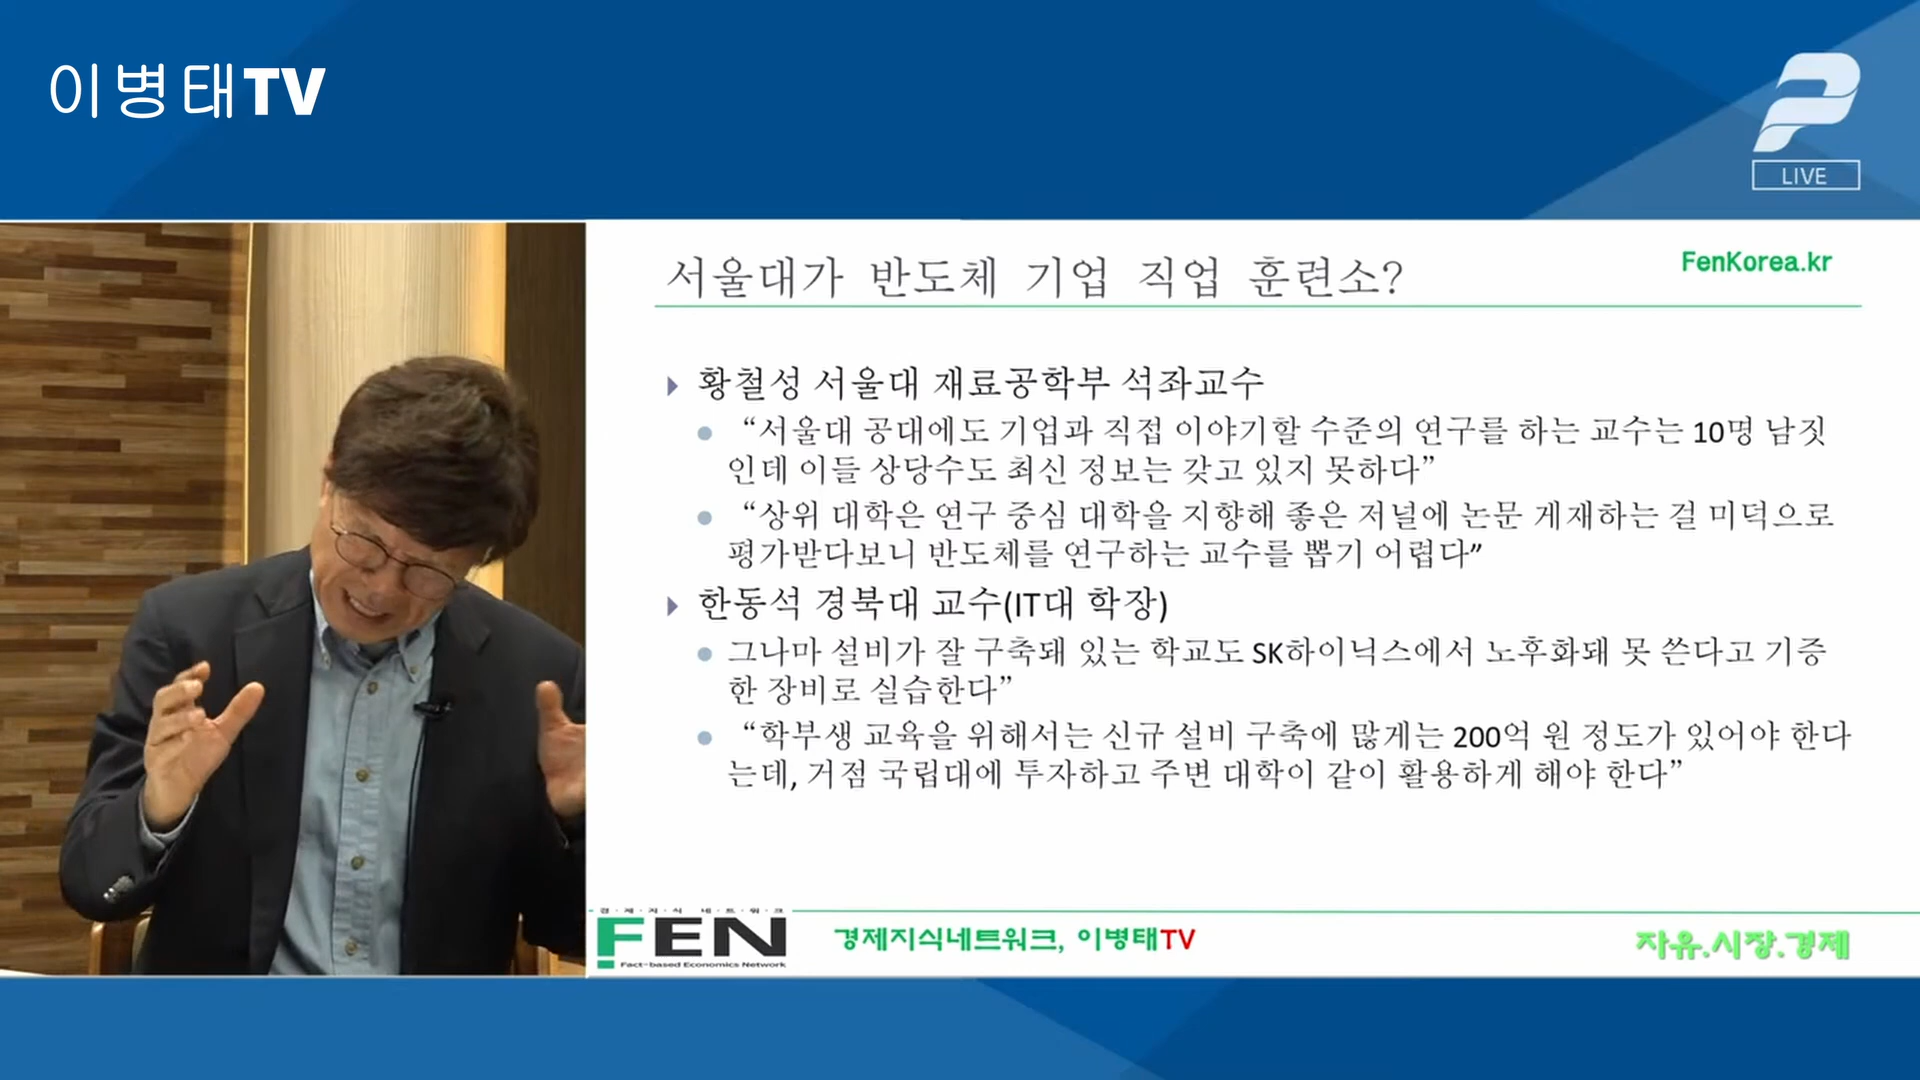 이병태TV
LIVE
서울대가 반도체 기업 직업 훈련소?
FenKorea.kr
황철성 서울대 재료공학부 석좌교수
“서울대 공대에도 기업과 직접 이야기할 수준의 연구를 하는 교수는 10명 남짓
인데 이들 상당수도 최신 정보는 갖고 있지 못하다”
“상위 대학은 연구 중심 대학을 지향해 좋은 저널에 논문 게재하는 걸 미덕으로
평가받다보니 반도체를 연구하는 교수를 뽑기 어렵다”
한동석 경북대 교수(IT대 학장)
그나마 설비가 잘 구축돼 있는 학교도 SK하이닉스에서 노후화돼 못 쓴다고 기증
한 장비로 실습한다”
“학부생 교육을 위해서는 신규 설비 구축에 많게는 200억 원 정도가 있어야 한다
는데, 거점 국립대에 투자하고 주변 대학이 같이 활용하게 해야 한다”
경·제·지·식 네·트·워·크
FEN
Fact-based Economics Network
경제지식네트워크, 이병태TV
자유.시장.경제